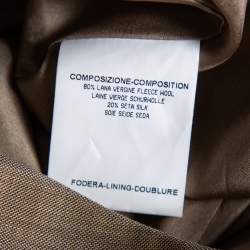 COMPOSIZIONE-COMPOSITION
80% LANA VERGINE FLEECE WOOL
LAINE VIERGE SCHURWOLLE
20% SETA SILK
SOIE SEIDE SEDA
FODERA-LINING-DOUBLURE